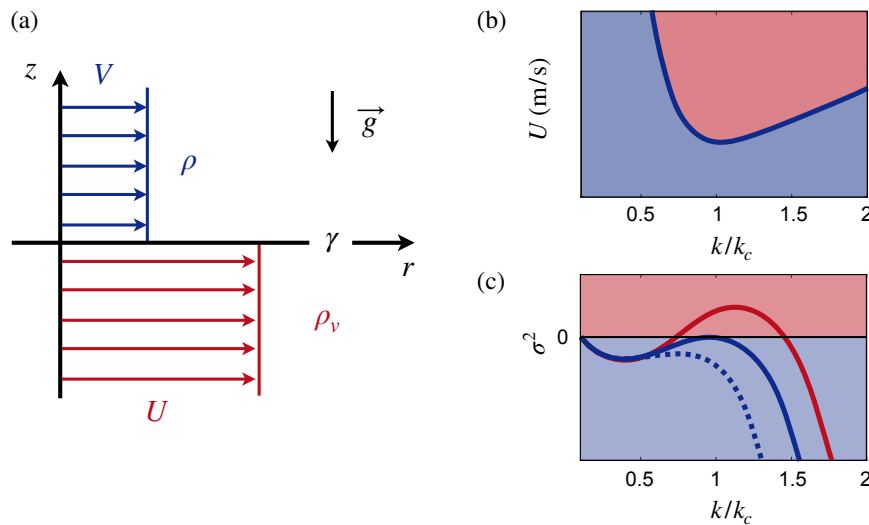 (a)
z
V
ρ
g
γ
r
ρv
U
(b)
U (m/s)
0.5 1 1.5 2
k/kc
(c)
σ2
0
0.5 1 1.5 2
k/kc